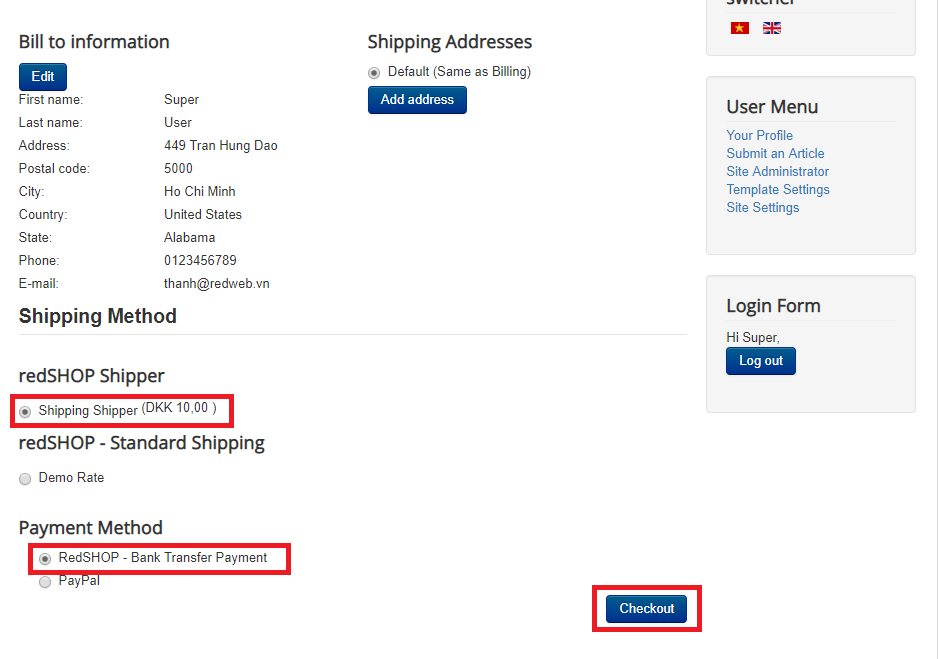 switcher
Bill to information
Edit
First name: Super
Last name: User
Address: 449 Tran Hung Dao
Postal code: 5000
City: Ho Chi Minh
Country: United States
State: Alabama
Phone: 0123456789
E-mail: thanh@redweb.vn
Shipping Addresses
Default (Same as Billing)
Add address
Shipping Method
redSHOP Shipper
Shipping Shipper (DKK 10,00 )
redSHOP - Standard Shipping
Demo Rate
Payment Method
RedSHOP - Bank Transfer Payment
PayPal
Checkout
User Menu
Your Profile
Submit an Article
Site Administrator
Template Settings
Site Settings
Login Form
Hi Super,
Log out